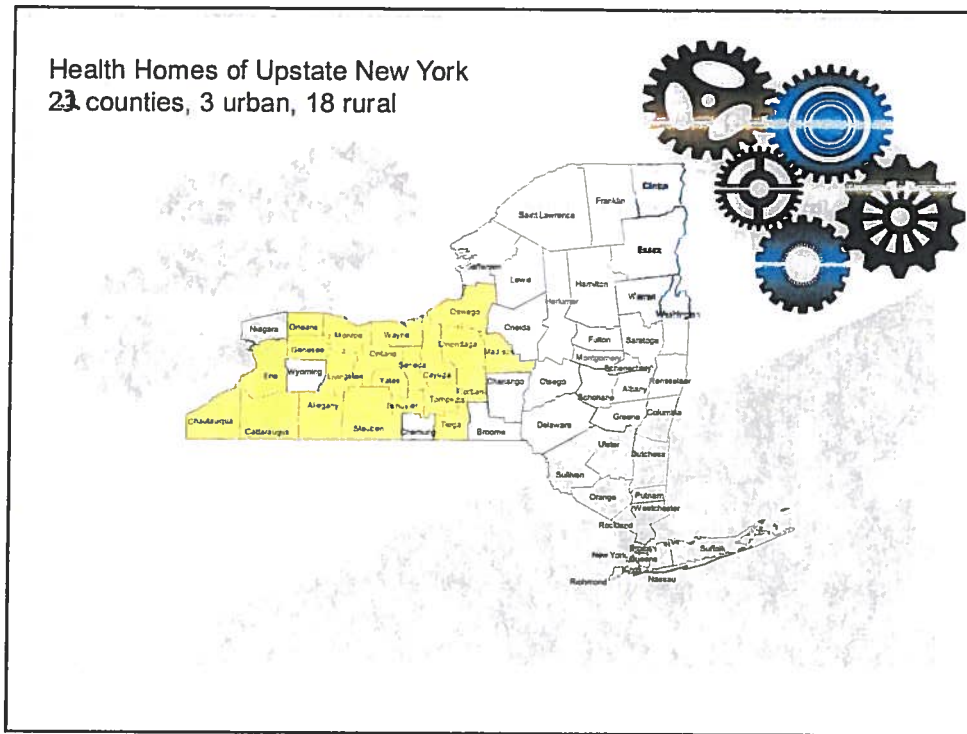 Health Homes of Upstate New York
counties, 3 urban, 18 rural
Clinton
Franklin
Saint Lawrence
Essex
Jefferson
Lewis
Hamilton
Herkimer
Warren
Washington
Oswego
Oneida
Niagara
Orleans
Monroe
Wayne
Fulton
Saratoga
Genesee
Ontario
Onondaga
Madison
Montgomery
Schenectady
Erie
Wyoming
Livingston
Seneca
Yates
Cayuga
Cortland
Chenango
Otsego
Schoharie
Albany
Rensselaer
Allegany
Schuyler
Tompkins
Chautauqua
Cattaraugus
Steuben
Chemung
Tioga
Broome
Delaware
Greene
Columbia
Ulster
Dutchess
Sullivan
Orange
Putnam
Westchester
Rockland
New York
Queens
Suffolk
Richmond
Nassau